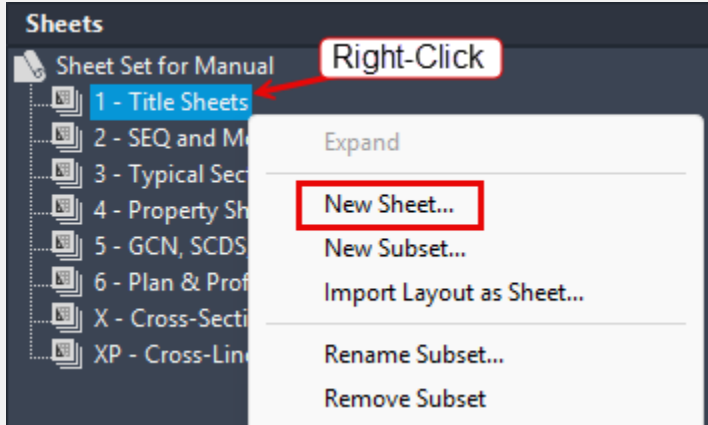 Sheets
Sheet Set for Manual
Right-Click
1 - Title Sheets
2 - SEQ and M
3 - Typical Sec
4 - Property Sh
5 - GCN, SCDS,
6 - Plan & Prof
X - Cross-Secti
XP - Cross-Lin
Expand
New Sheet...
New Subset...
Import Layout as Sheet...
Rename Subset...
Remove Subset